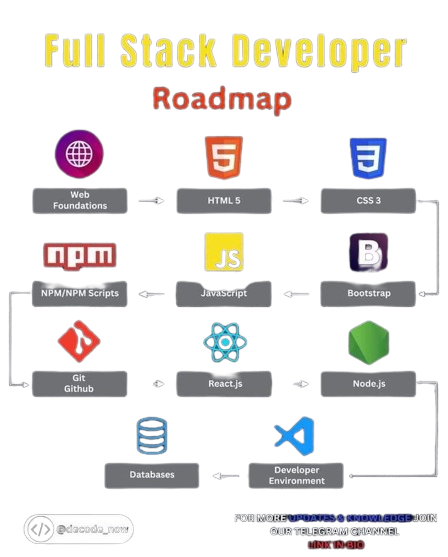 Full Stack Developer
Roadmap
Web
Foundations
HTML 5
CSS 3
npm
JS
B
NPM/NPM Scripts
JavaScript
Bootstrap
Git
Github
React.js
Node.js
Databases
Developer
Environment
</> @decode_now
FOR MORE UPDATES & KNOWLEDGE JOIN
OUR TELEGRAM CHANNEL
LINK IN BIO